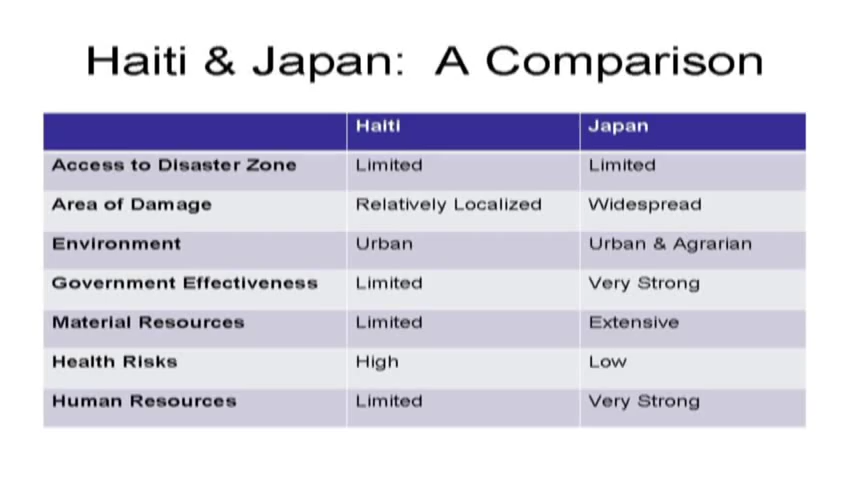 Haiti & Japan: A Comparison
Haiti Japan
Access to Disaster Zone Limited Limited
Area of Damage Relatively Localized Widespread
Environment Urban Urban & Agrarian
Government Effectiveness Limited Very Strong
Material Resources Limited Extensive
Health Risks High Low
Human Resources Limited Very Strong